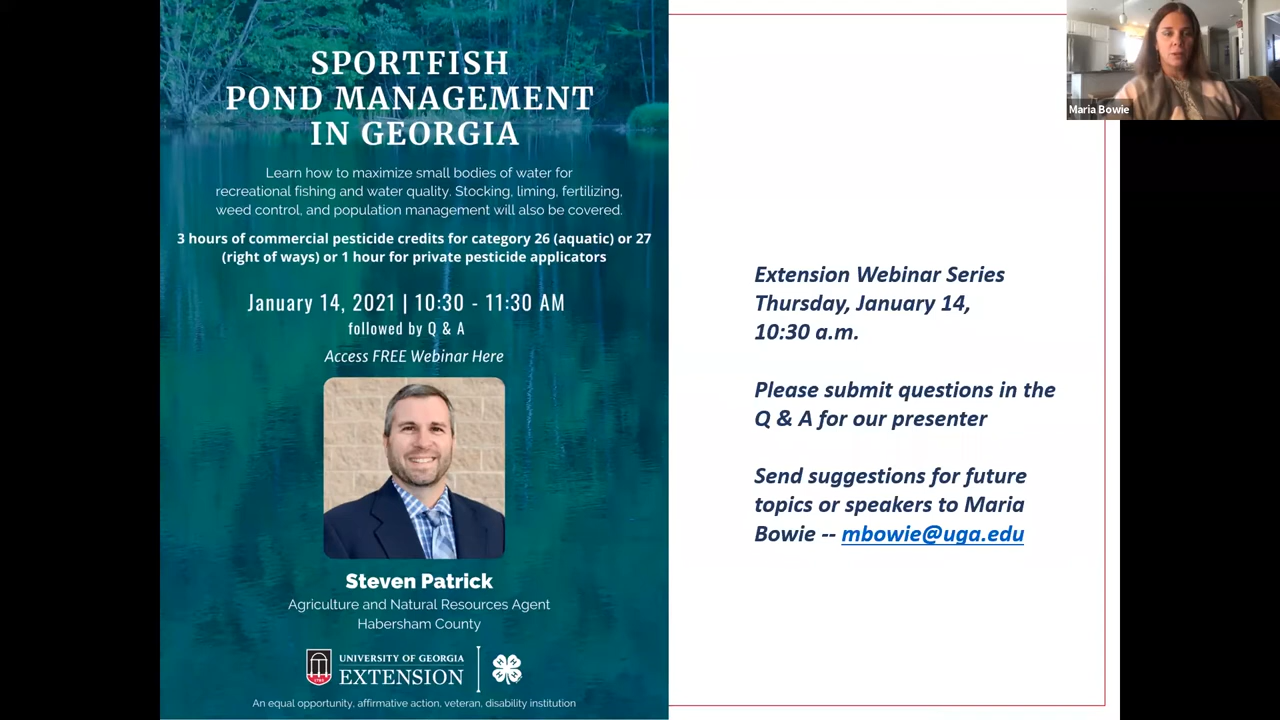 SPORTFISH
POND MANAGEMENT
IN GEORGIA
Learn how to maximize small bodies of water for
recreational fishing and water quality. Stocking, liming, fertilizing,
weed control, and population management will also be covered.
3 hours of commercial pesticide credits for category 26 (aquatic) or 27
(right of ways) or 1 hour for private pesticide applicators
January 14, 2021 | 10:30 - 11:30 AM
followed by Q & A
Access FREE Webinar Here
Steven Patrick
Agriculture and Natural Resources Agent
Habersham County
UNIVERSITY OF GEORGIA
EXTENSION
An equal opportunity, affirmative action, veteran, disability institution
Extension Webinar Series
Thursday, January 14,
10:30 a.m.
Please submit questions in the
Q & A for our presenter
Send suggestions for future
topics or speakers to Maria
Bowie -- mbowie@uga.edu
Maria Bowie